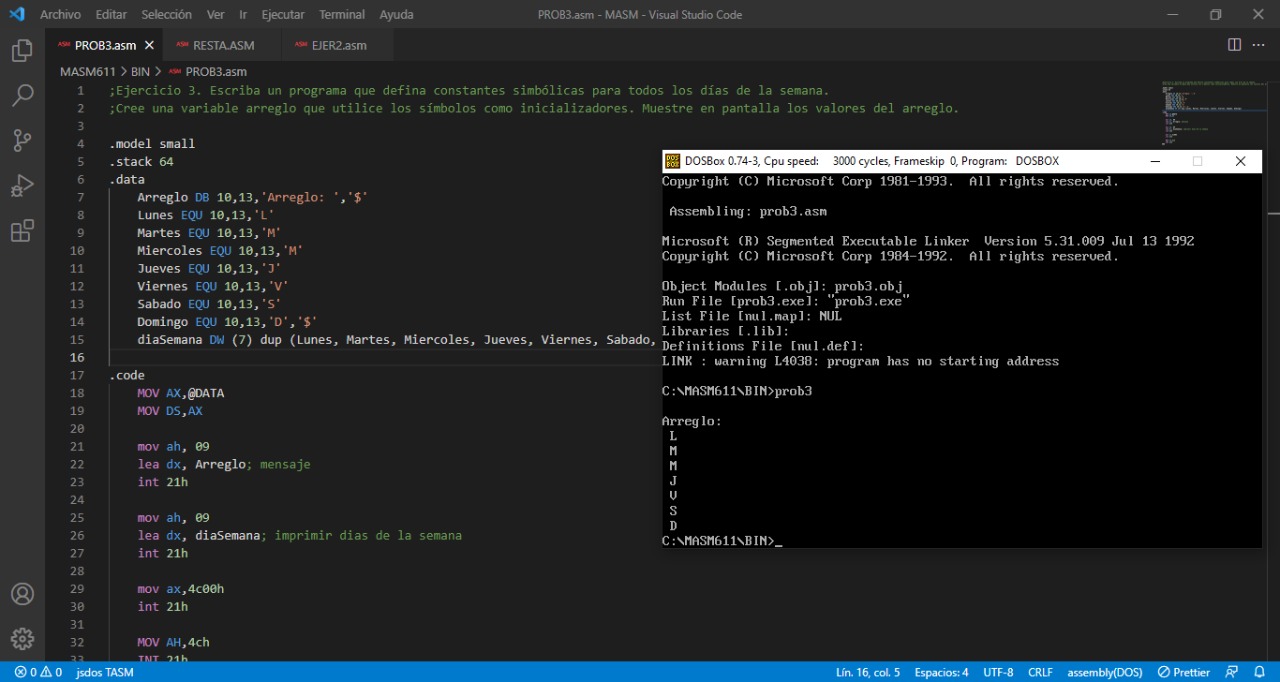 Archivo Editar Selección Ver Ir Ejecutar Terminal Ayuda PROB3.asm - MASM - Visual Studio Code
ASM PROB3.asm ASM RESTA.ASM ASM EJER2.asm
MASM611 > BIN > ASM PROB3.asm
1 ;Ejercicio 3. Escriba un programa que defina constantes simbólicas para todos los días de la semana.
2 ;Cree una variable arreglo que utilice los símbolos como inicializadores. Muestre en pantalla los valores del arreglo.
3
4 .model small
5 .stack 64
6 .data
7 Arreglo DB 10,13,'Arreglo: ','$'
8 Lunes EQU 10,13,'L'
9 Martes EQU 10,13,'M'
10 Miercoles EQU 10,13,'M'
11 Jueves EQU 10,13,'J'
12 Viernes EQU 10,13,'V'
13 Sabado EQU 10,13,'S'
14 Domingo EQU 10,13,'D','$'
15 diaSemana DW (7) dup (Lunes, Martes, Miercoles, Jueves, Viernes, Sabado,
16
17 .code
18 MOV AX,@DATA
19 MOV DS,AX
20
21 mov ah, 09
22 lea dx, Arreglo; mensaje
23 int 21h
24
25 mov ah, 09
26 lea dx, diaSemana; imprimir dias de la semana
27 int 21h
28
29 mov ax,4c00h
30 int 21h
31
32 MOV AH,4ch
33 INT 21h
DOSBox 0.74-3, Cpu speed: 3000 cycles, Frameskip 0, Program: DOSBOX
Copyright (C) Microsoft Corp 1981-1993. All rights reserved.
Assembling: prob3.asm
Microsoft (R) Segmented Executable Linker Version 5.31.009 Jul 13 1992
Copyright (C) Microsoft Corp 1984-1992. All rights reserved.
Object Modules [.obj]: prob3.obj
Run File [prob3.exe]: "prob3.exe"
List File [nul.map]: NUL
Libraries [.lib]:
Definitions File [nul.def]:
LINK : warning L4038: program has no starting address
C:\MASM611\BIN>prob3
Arreglo:
L
M
M
J
V
S
D
C:\MASM611\BIN>_
0 0 jsdos TASM Lín. 16, col. 5 Espacios: 4 UTF-8 CRLF assembly(DOS) Prettier